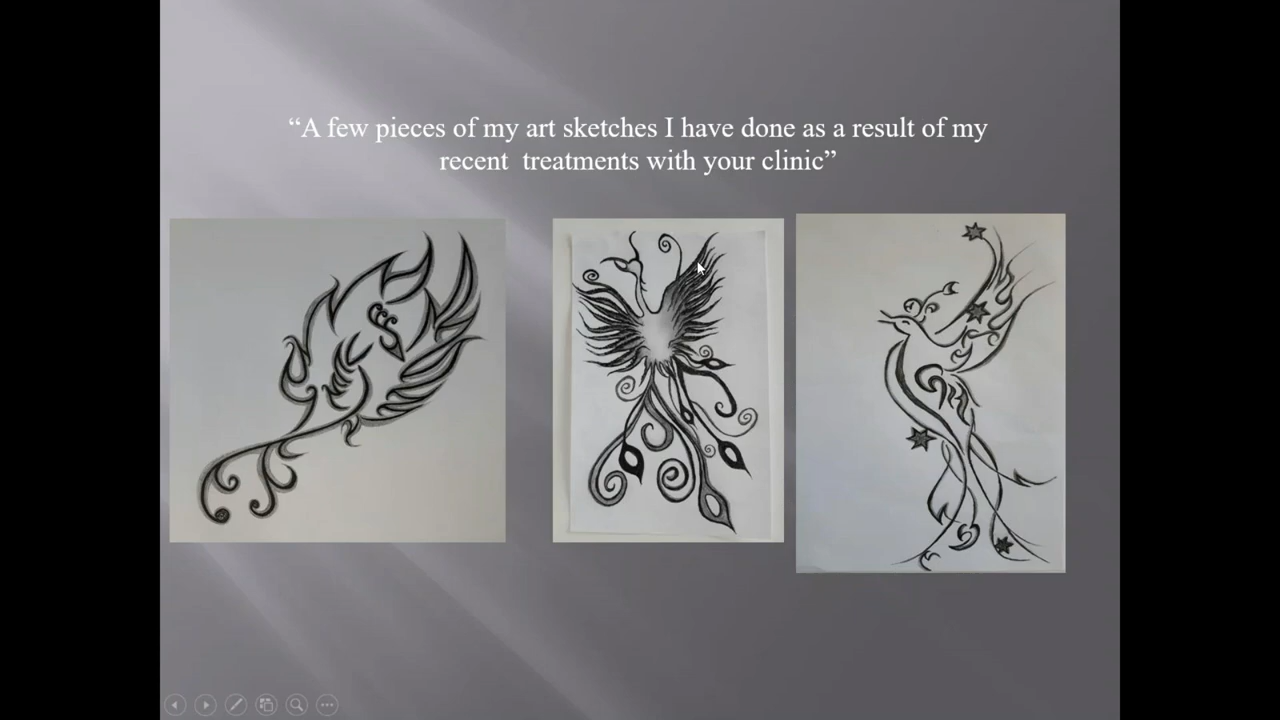 “A few pieces of my art sketches I have done as a result of my
recent  treatments with your clinic”